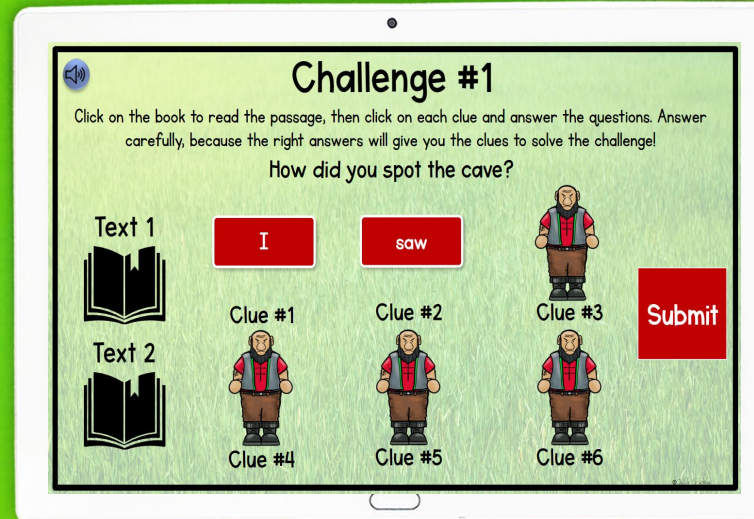 Challenge #1
Click on the book to read the passage, then click on each clue and answer the questions. Answer
carefully, because the right answers will give you the clues to solve the challenge!
How did you spot the cave?
Text 1
I
saw
Clue #1
Clue #2
Clue #3
Submit
Text 2
Clue #4
Clue #5
Clue #6